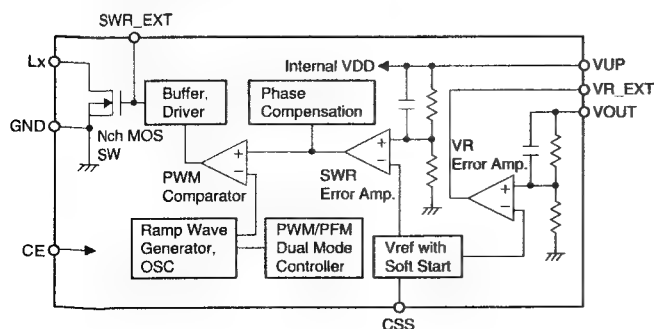 SWR_EXT
Lx
Internal VDD
VUP
VR_EXT
Buffer,
Driver
Phase
Compensation
VOUT
GND
Nch MOS
SW
+
−
PWM
Comparator
+
−
SWR
Error Amp.
VR
Error Amp.
+
−
Ramp Wave
Generator,
OSC
PWM/PFM
Dual Mode
Controller
Vref with
Soft Start
CE
CSS